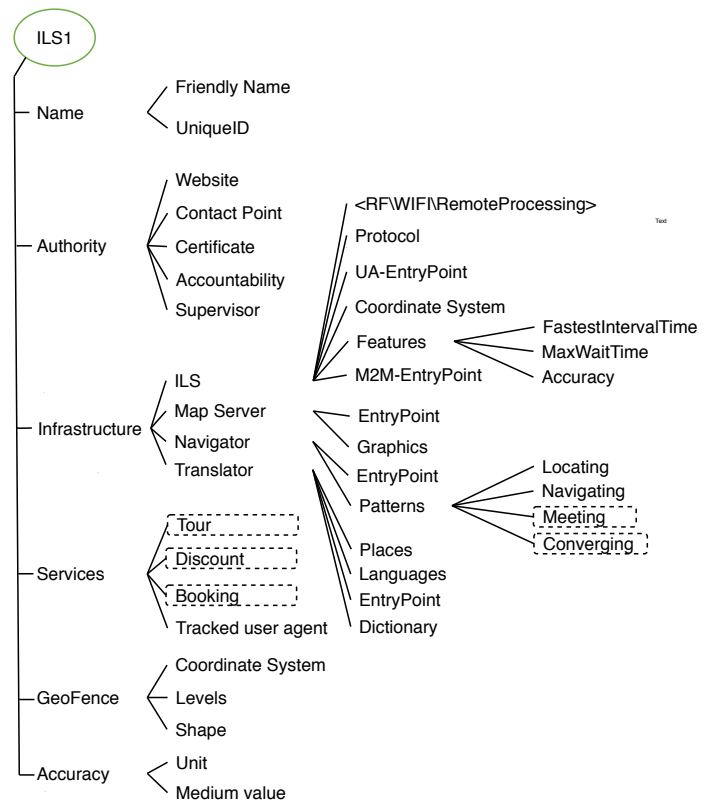 ILS1
Name
Friendly Name
UniqueID
Authority
Website
Contact Point
Certificate
Accountability
Supervisor
Infrastructure
ILS
<RF\WIFI\RemoteProcessing>
Protocol
UA-EntryPoint
Coordinate System
Features
FastestIntervalTime
MaxWaitTime
Accuracy
M2M-EntryPoint
Map Server
EntryPoint
Graphics
Navigator
EntryPoint
Patterns
Locating
Navigating
Meeting
Converging
Translator
Places
Languages
EntryPoint
Dictionary
Services
Tour
Discount
Booking
Tracked user agent
GeoFence
Coordinate System
Levels
Shape
Accuracy
Unit
Medium value
Text